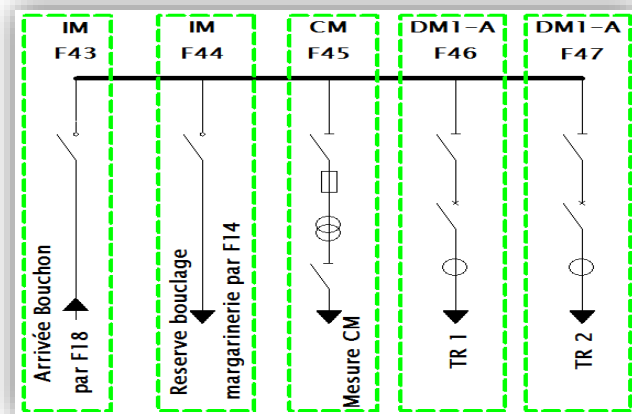 IM
F43
IM
F44
CM
F45
DM1-A
F46
DM1-A
F47
Arrivée Bouchon
par F18
Reserve bouclage
margarinerie par F14
Mesure CM
TR 1
TR 2